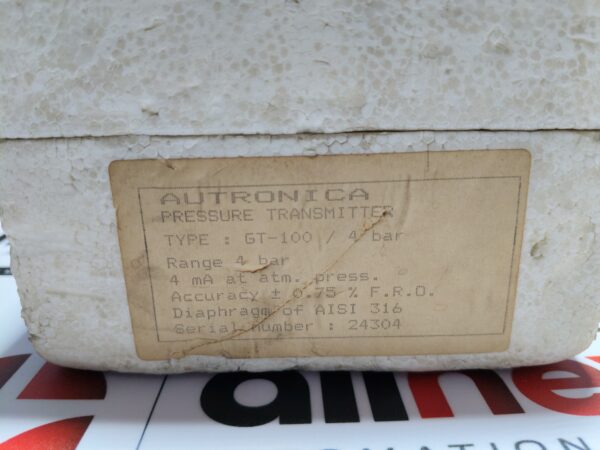 AUTRONICA
PRESSURE TRANSMITTER
TYPE : GT-100 / 4 bar
Range 4 bar
4 mA at atm. press.
Accuracy ± 0.75 % F.R.O.
Diaphragm of AISI 316
Serial number : 24304